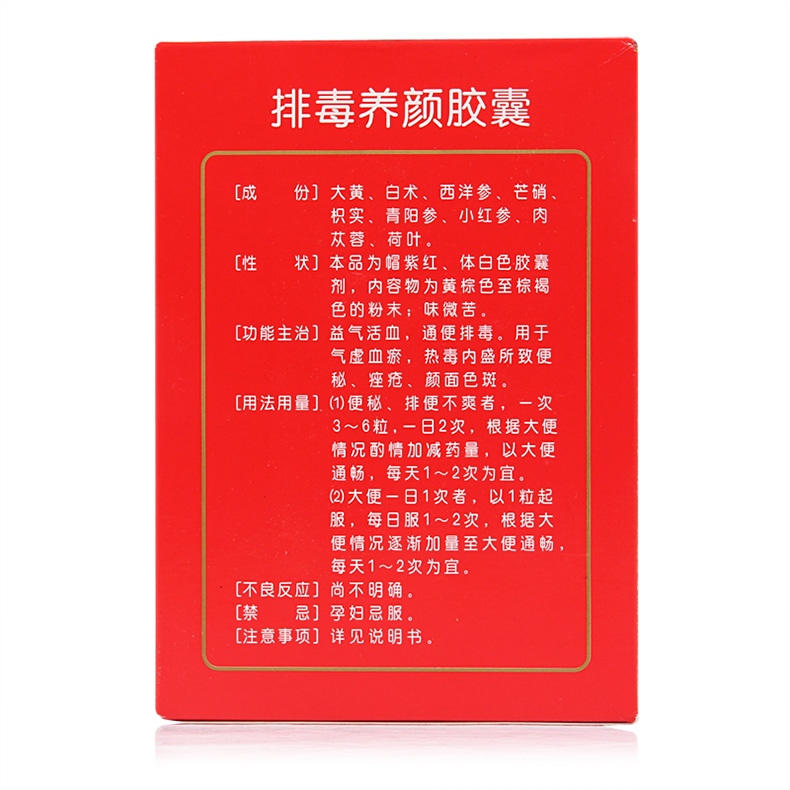 排毒养颜胶囊
[成 份] 大黄、白术、西洋参、芒硝、
枳实、青阳参、小红参、肉
苁蓉、荷叶。
[性 状] 本品为帽紫红、体白色胶囊
剂，内容物为黄棕色至棕褐
色的粉末；味微苦。
[功能主治] 益气活血，通便排毒。用于
气虚血瘀，热毒内盛所致便
秘、痤疮、颜面色斑。
[用法用量] ⑴便秘、排便不爽者，一次
3～6粒，一日2次，根据大便
情况酌情加减药量，以大便
通畅，每天1～2次为宜。
⑵大便一日1次者，以1粒起
服，每日服1～2次，根据大
便情况逐渐加量至大便通畅，
每天1～2次为宜。
[不良反应] 尚不明确。
[禁 忌] 孕妇忌服。
[注意事项] 详见说明书。